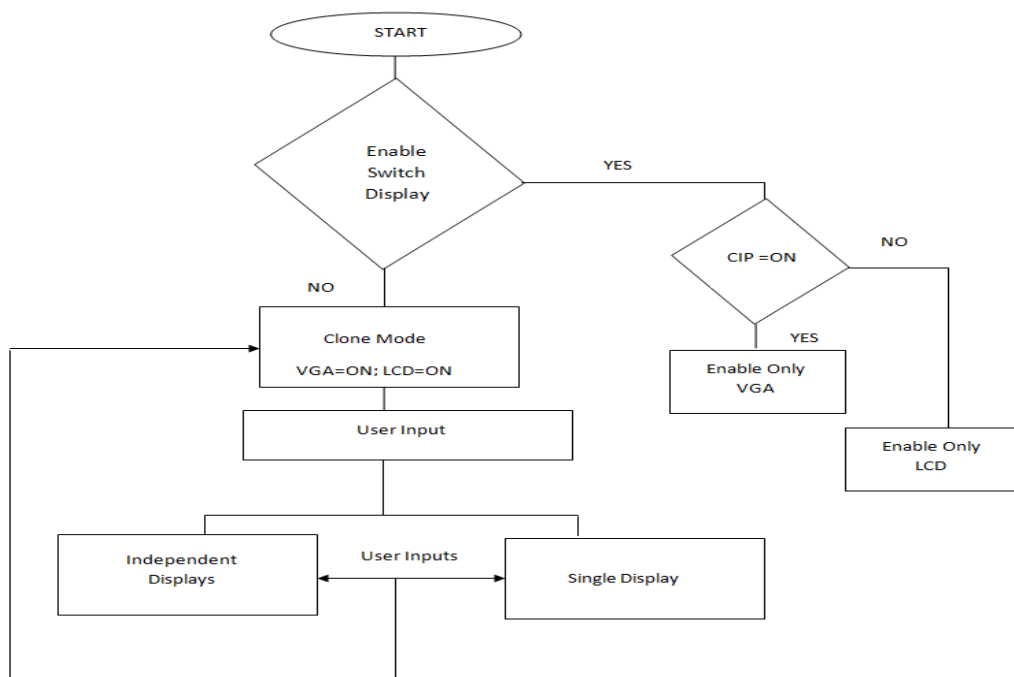 START
Enable
Switch
Display
YES
CIP =ON
NO
NO
Clone Mode
VGA=ON; LCD=ON
YES
Enable Only
VGA
User Input
Enable Only
LCD
Independent
Displays
User Inputs
Single Display